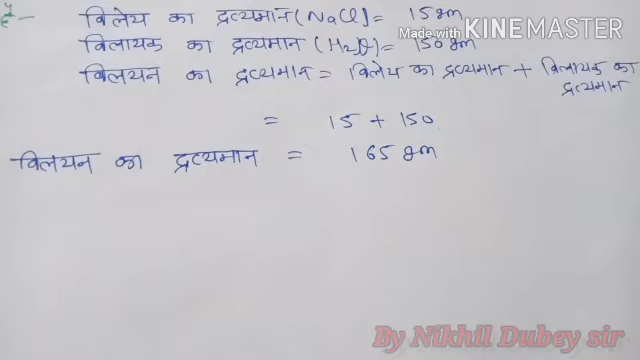 हल -
विलेय का द्रव्यमान (NaCl) = 15 gm
Made with KINEMASTER
विलायक का द्रव्यमान (H2O) = 150 gm
विलयन का द्रव्यमान = विलेय का द्रव्यमान + विलायक का द्रव्यमान
= 15 + 150
विलयन का द्रव्यमान = 165 gm
By Nikhil Dubey sir